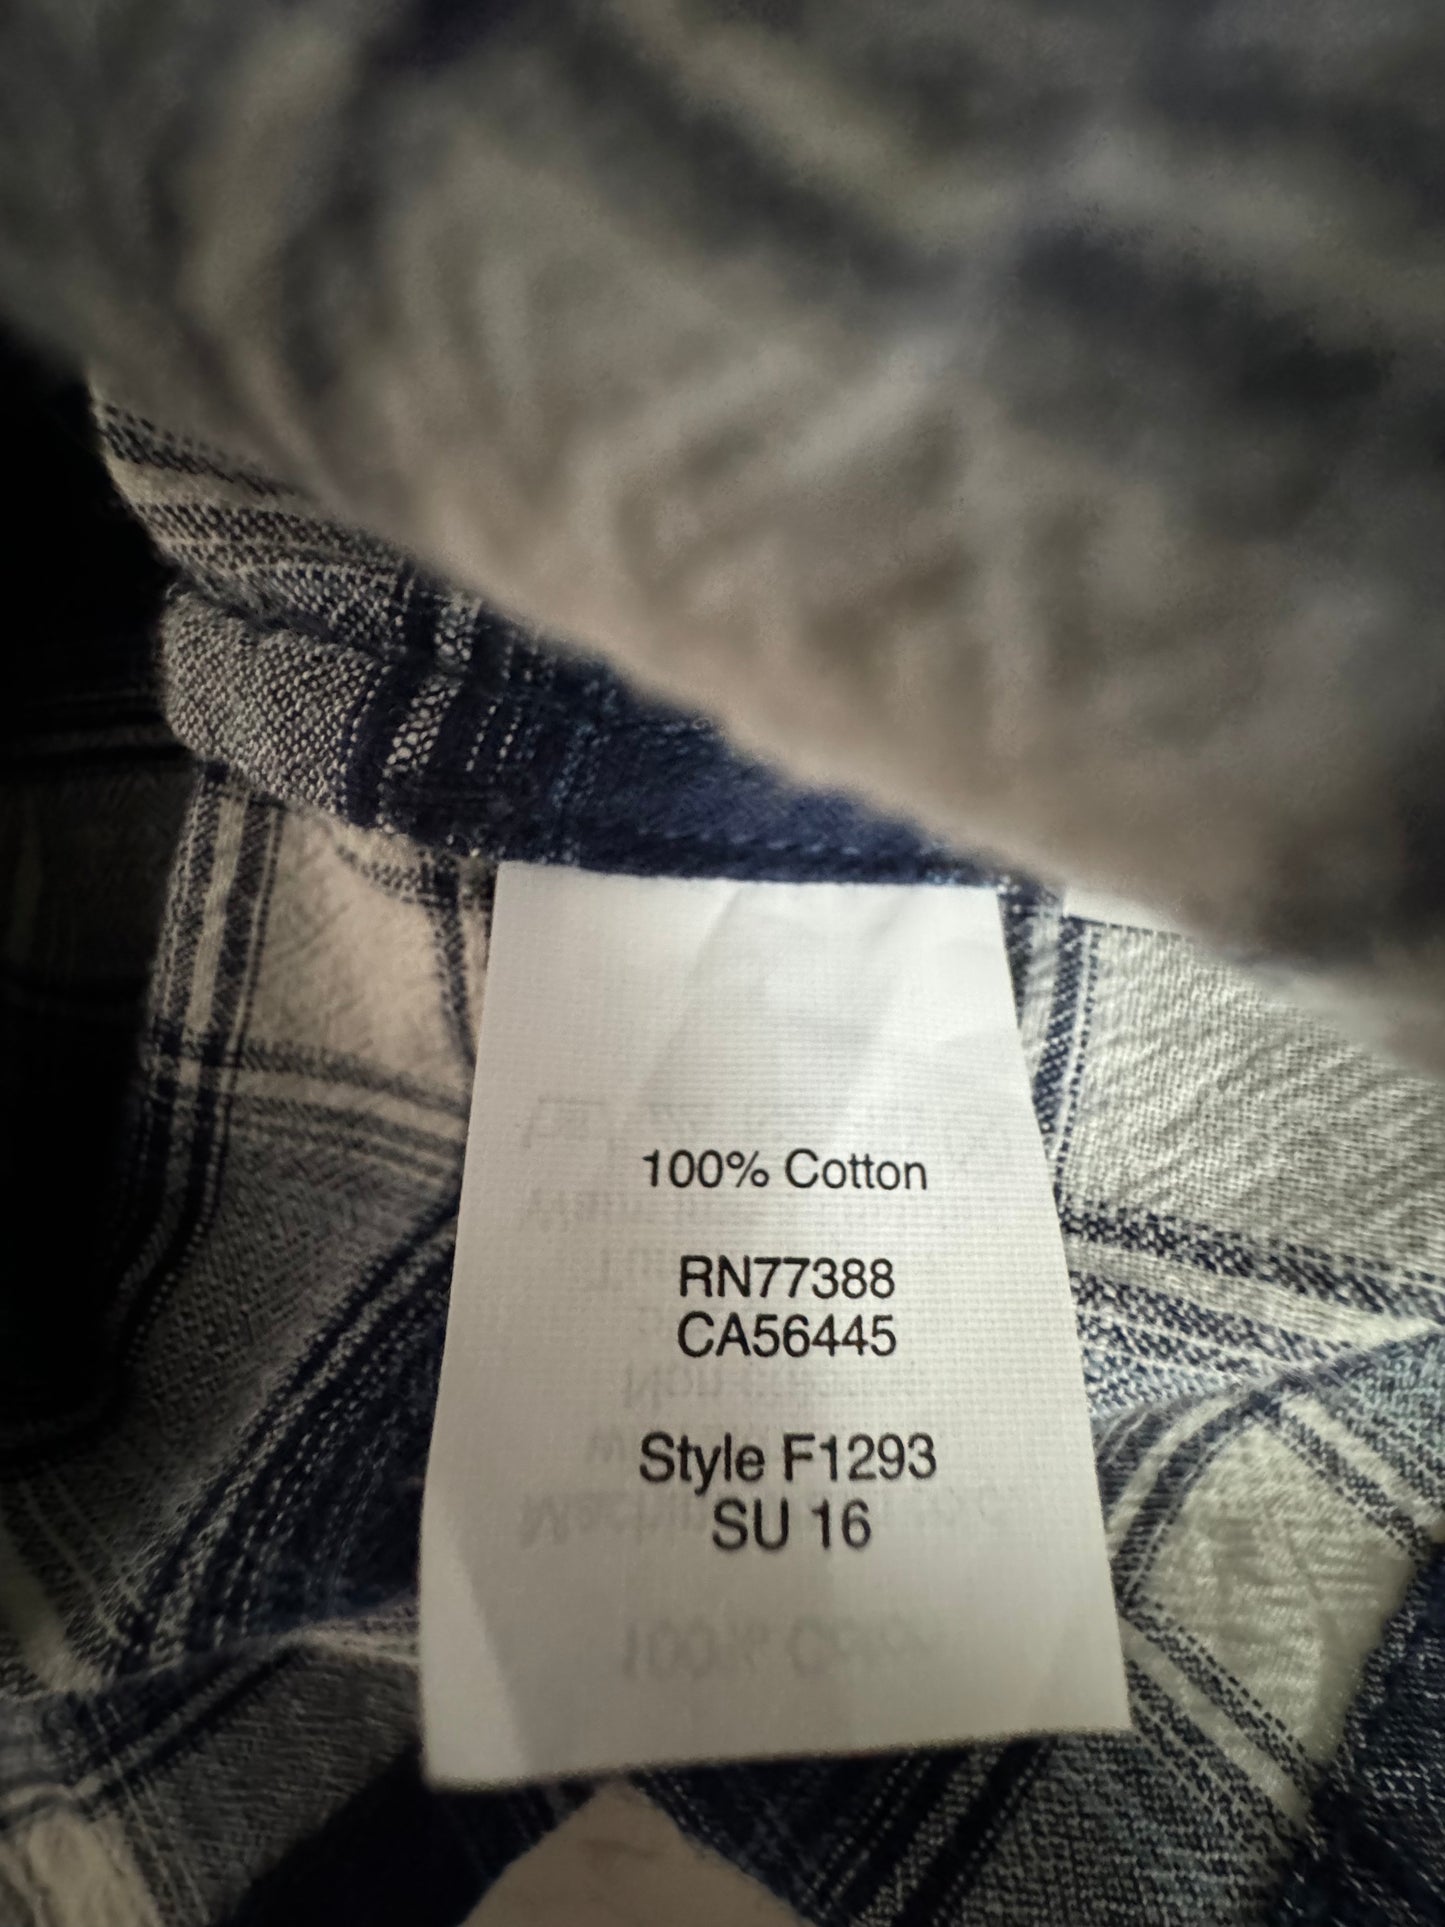 100% Cotton
RN77388
CA56445
Style F1293
SU 16